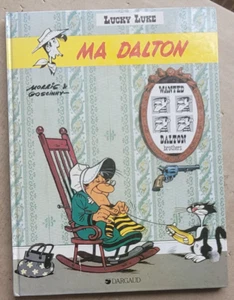 LUCKY LUKE
MA DALTON
MORRIS &
GOSCINNY
WANTED
DALTON
brothers
DARGAUD